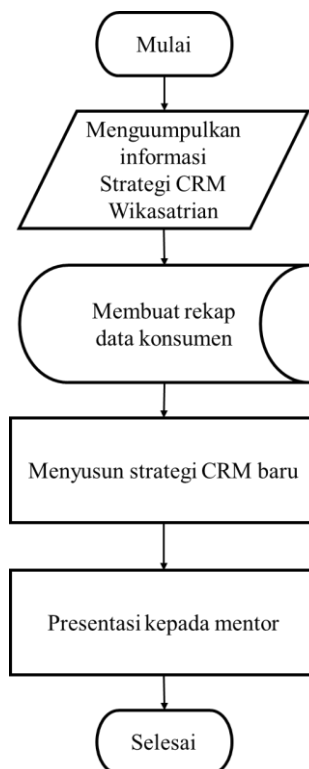 Mulai
Menguumpulkan
informasi
Strategi CRM
Wikasatrian
Membuat rekap
data konsumen
Menyusun strategi CRM baru
Presentasi kepada mentor
Selesai